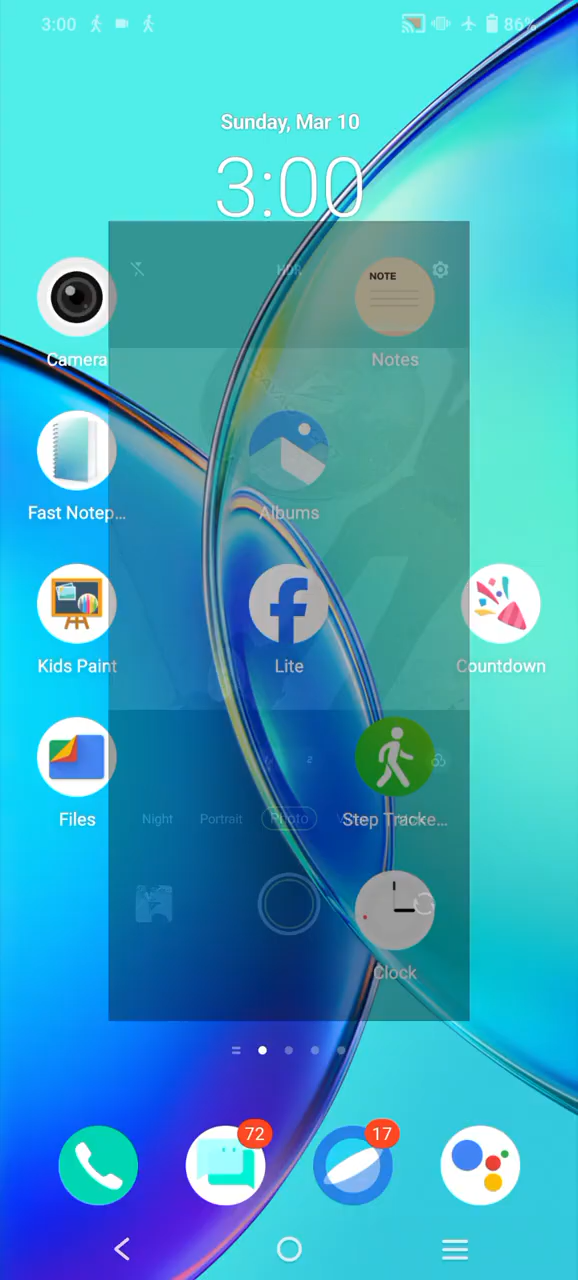 3:00
86%
Sunday, Mar 10
3:00
HDR
NOTE
Camera
Notes
Fast Notep...
Albums
Kids Paint
Lite
Countdown
Files
Step Tracke...
Night
Portrait
Photo
Clock
72
17